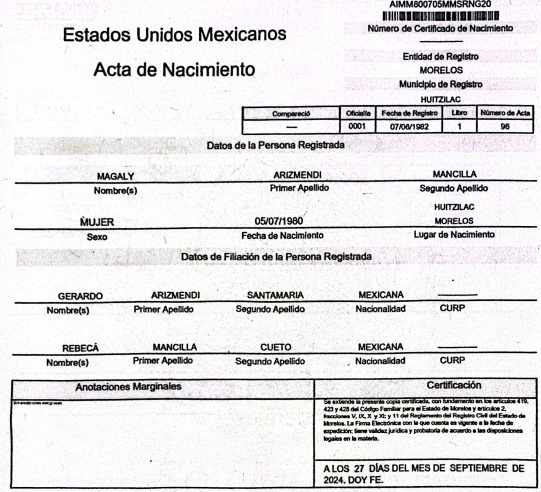 AIMM800705MMSRNG20
Número de Certificado de Nacimiento
Estados Unidos Mexicanos
Acta de Nacimiento
Entidad de Registro
MORELOS
Municipio de Registro
HUITZILAC
Compareció Oficialía Fecha de Registro Libro Número de Acta
— 0001 07/06/1982 1 96
Datos de la Persona Registrada
MAGALY ARIZMENDI MANCILLA
Nombre(s) Primer Apellido Segundo Apellido
HUITZILAC
MUJER 05/07/1980 MORELOS
Sexo Fecha de Nacimiento Lugar de Nacimiento
Datos de Filiación de la Persona Registrada
GERARDO ARIZMENDI SANTAMARIA MEXICANA
Nombre(s) Primer Apellido Segundo Apellido Nacionalidad CURP
REBECA MANCILLA CUETO MEXICANA
Nombre(s) Primer Apellido Segundo Apellido Nacionalidad CURP
Anotaciones Marginales
Sin anotaciones marginales
Certificación
Se extiende la presente copia certificada, con fundamento en los artículos 419,
423 y 428 del Código Familiar para el Estado de Morelos y artículos 2,
fracciones V, IX, X y XI; y 11 del Reglamento del Registro Civil del Estado de
Morelos. La Firma Electrónica con la que cuenta es vigente a la fecha de
expedición; tiene validez jurídica y probatoria de acuerdo a las disposiciones
legales en la materia.
A LOS 27 DÍAS DEL MES DE SEPTIEMBRE DE
2024. DOY FE.